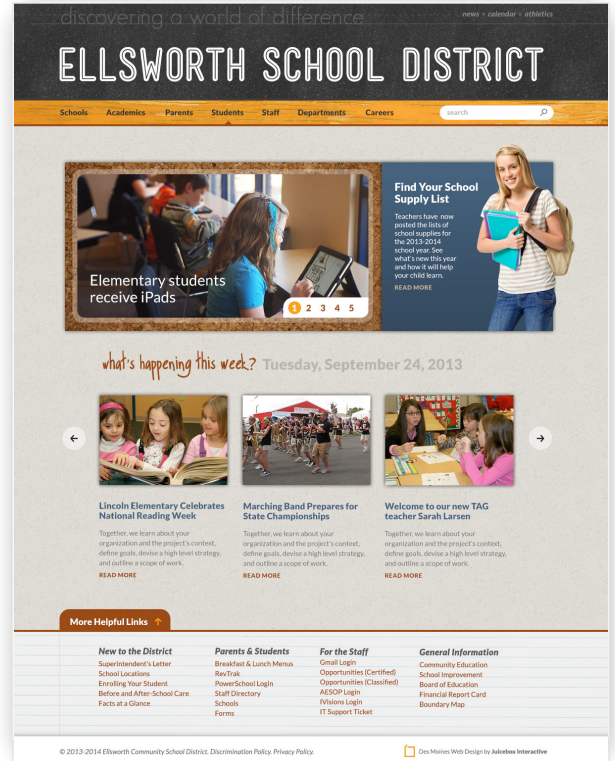 discovering a world of difference
news • calendar • athletics
ELLSWORTH SCHOOL DISTRICT
Schools Academics Parents Students Staff Departments Careers
search
Elementary students
receive iPads
1 2 3 4 5
Find Your School
Supply List
Teachers have now
posted the lists of
school supplies for
the 2013-2014
school year. See
what's new this year
and how it will help
your child learn.
READ MORE
what's happening this week? Tuesday, September 24, 2013
Lincoln Elementary Celebrates
National Reading Week
Together, we learn about your
organization and the project's context,
define goals, devise a high level strategy,
and outline a scope of work.
READ MORE
Marching Band Prepares for
State Championships
Together, we learn about your
organization and the project's context,
define goals, devise a high level strategy,
and outline a scope of work.
READ MORE
Welcome to our new TAG
teacher Sarah Larsen
Together, we learn about your
organization and the project's context,
define goals, devise a high level strategy,
and outline a scope of work.
READ MORE
More Helpful Links
New to the District
Superintendent's Letter
School Locations
Enrolling Your Student
Before and After-School Care
Facts at a Glance
Parents & Students
Breakfast & Lunch Menus
RevTrak
PowerSchool Login
Staff Directory
Schools
Forms
For the Staff
Gmail Login
Opportunities (Certified)
Opportunities (Classified)
AESOP Login
IVisions Login
IT Support Ticket
General Information
Community Education
School Improvement
Board of Education
Financial Report Card
Boundary Map
© 2013-2014 Ellsworth Community School District. Discrimination Policy. Privacy Policy.
Des Moines Web Design by Juicebox Interactive